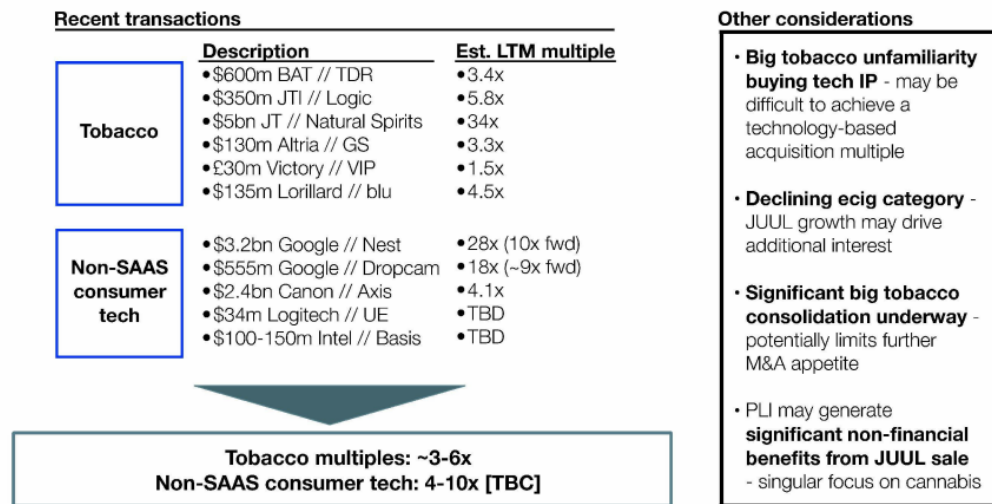 Recent transactions
Description Est. LTM multiple
Tobacco
•$600m BAT // TDR •3.4x
•$350m JTI // Logic •5.8x
•$5bn JT // Natural Spirits •34x
•$130m Altria // GS •3.3x
•£30m Victory // VIP •1.5x
•$135m Lorillard // blu •4.5x
Non-SAAS
consumer
tech
•$3.2bn Google // Nest •28x (10x fwd)
•$555m Google // Dropcam •18x (~9x fwd)
•$2.4bn Canon // Axis •4.1x
•$34m Logitech // UE •TBD
•$100-150m Intel // Basis •TBD
Tobacco multiples: ~3-6x
Non-SAAS consumer tech: 4-10x [TBC]
Other considerations
• Big tobacco unfamiliarity
buying tech IP - may be
difficult to achieve a
technology-based
acquisition multiple
• Declining ecig category -
JUUL growth may drive
additional interest
• Significant big tobacco
consolidation underway -
potentially limits further
M&A appetite
• PLI may generate
significant non-financial
benefits from JUUL sale
- singular focus on cannabis